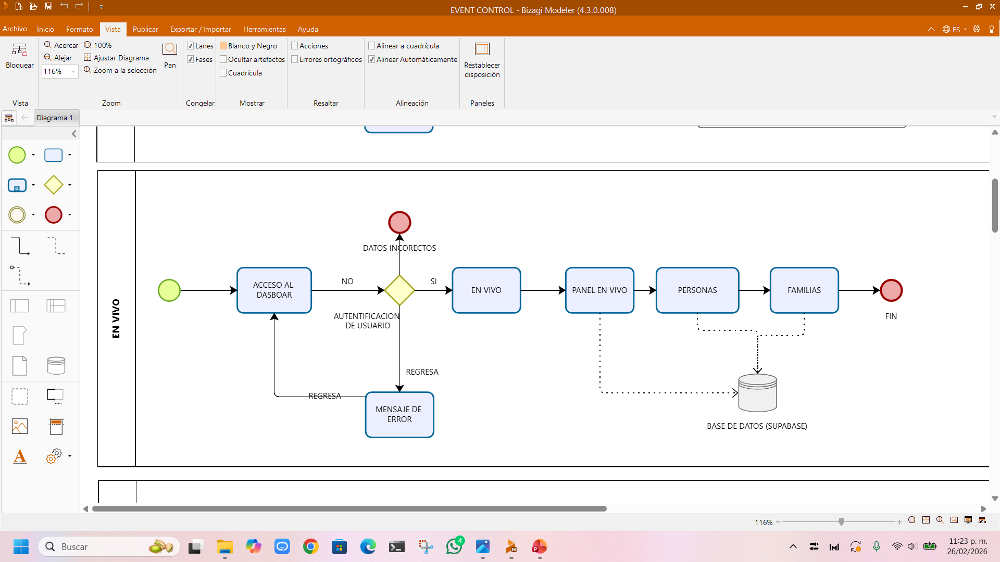 EVENT CONTROL - Bizagi Modeler (4.3.0.008)
Archivo Inicio Formato Vista Publicar Exportar / Importar Herramientas Ayuda ES
Bloquear
Vista
Acercar 100%
Alejar Ajustar Diagrama
116% Zoom a la selección
Pan
Zoom
Lanes
Fases
Congelar
Blanco y Negro
Ocultar artefactos
Cuadrícula
Mostrar
Acciones
Errores ortográficos
Resaltar
Alinear a cuadrícula
Alinear Automáticamente
Alineación
Restablecer
disposición
Paneles
Diagrama 1
EN VIVO
DATOS INCORECTOS
ACCESO AL
DASBOAR
NO
SI
AUTENTIFICACION
DE USUARIO
EN VIVO
PANEL EN VIVO
PERSONAS
FAMILIAS
FIN
REGRESA
REGRESA
MENSAJE DE
ERROR
BASE DE DATOS (SUPABASE)
116%
Buscar
4
11:23 p. m.
26/02/2026